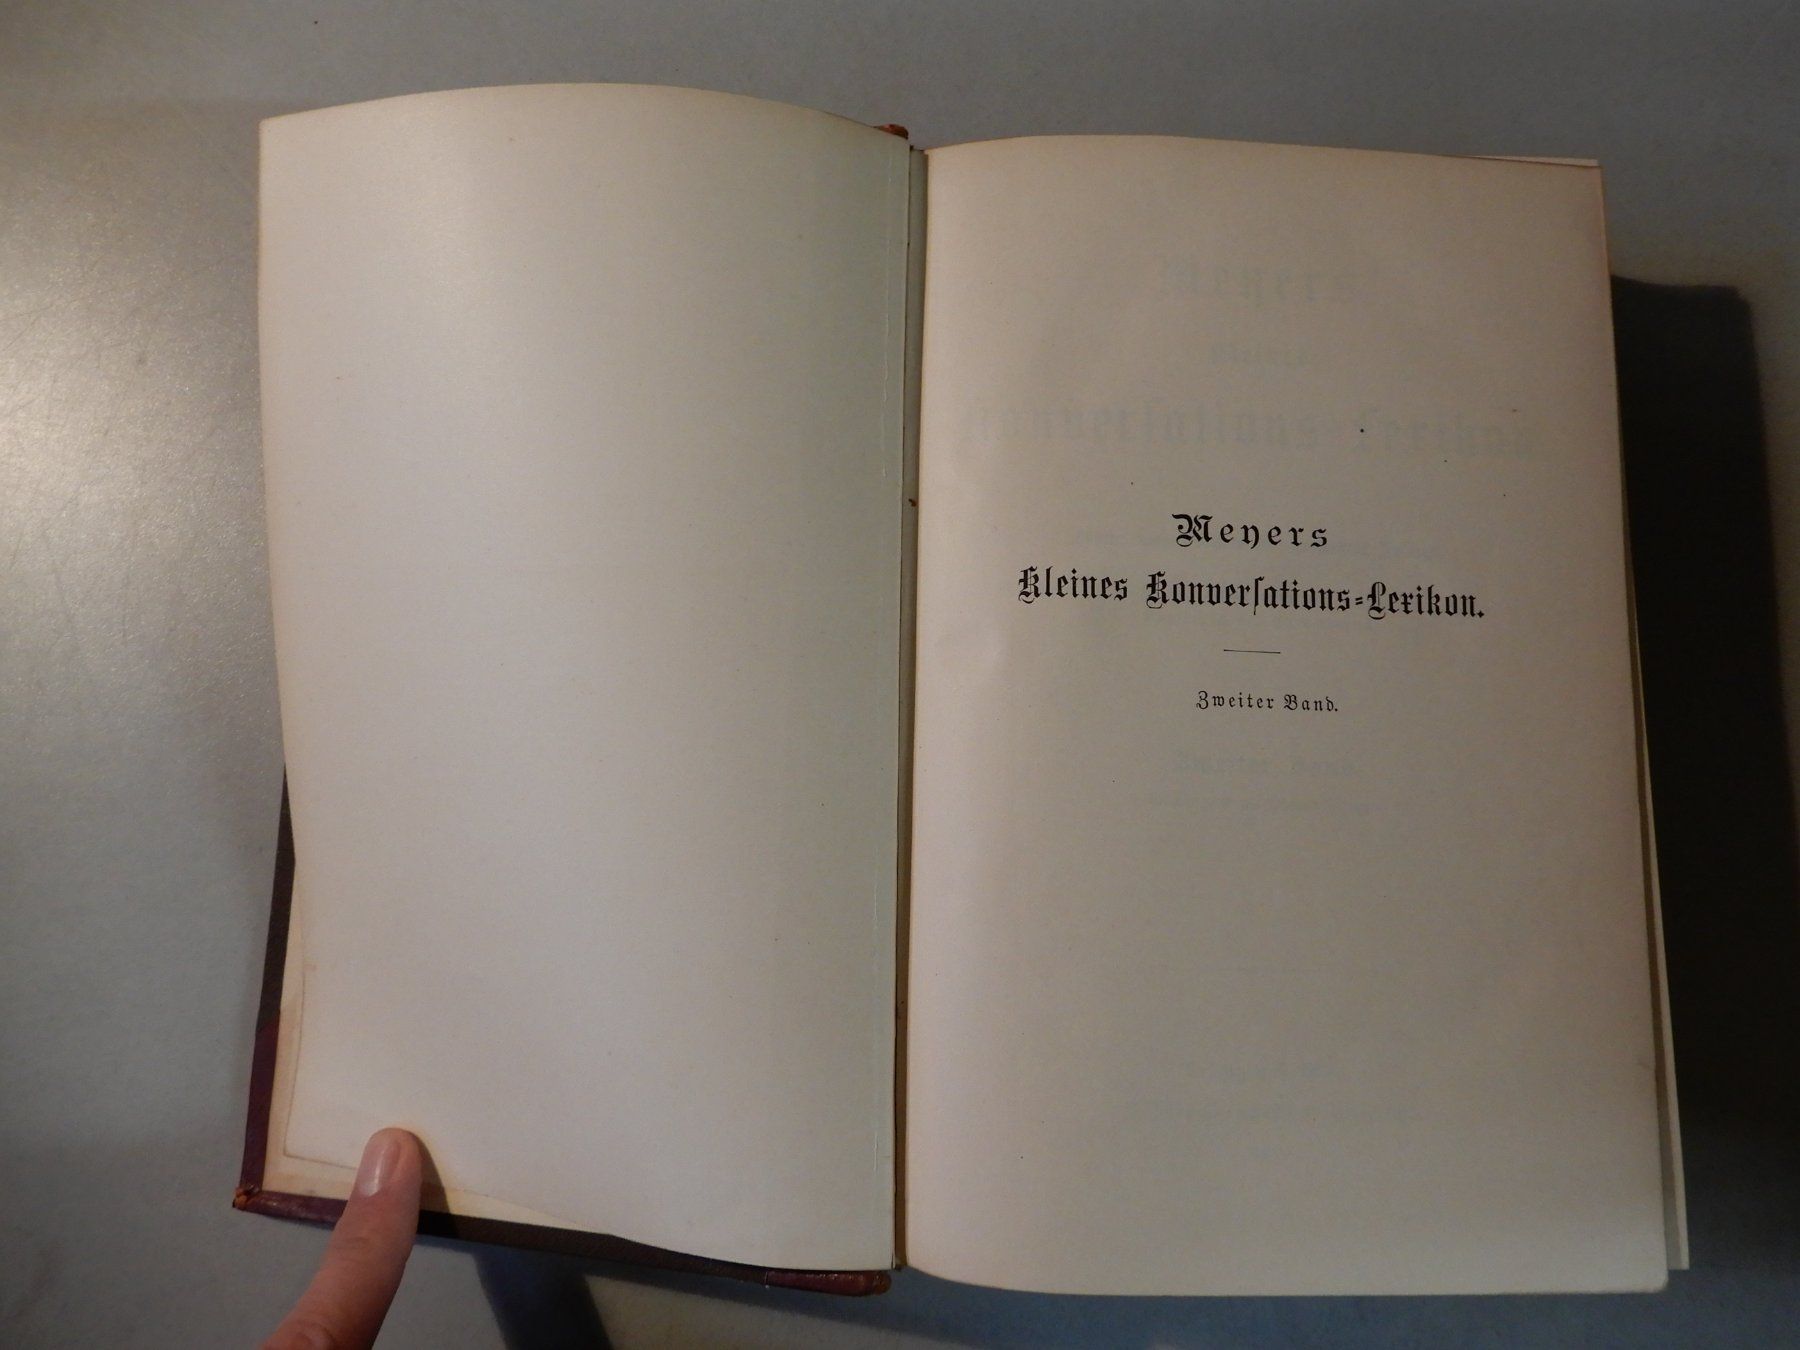 Meyers
Kleines Konverſations-Lexikon.
Zweiter Band.